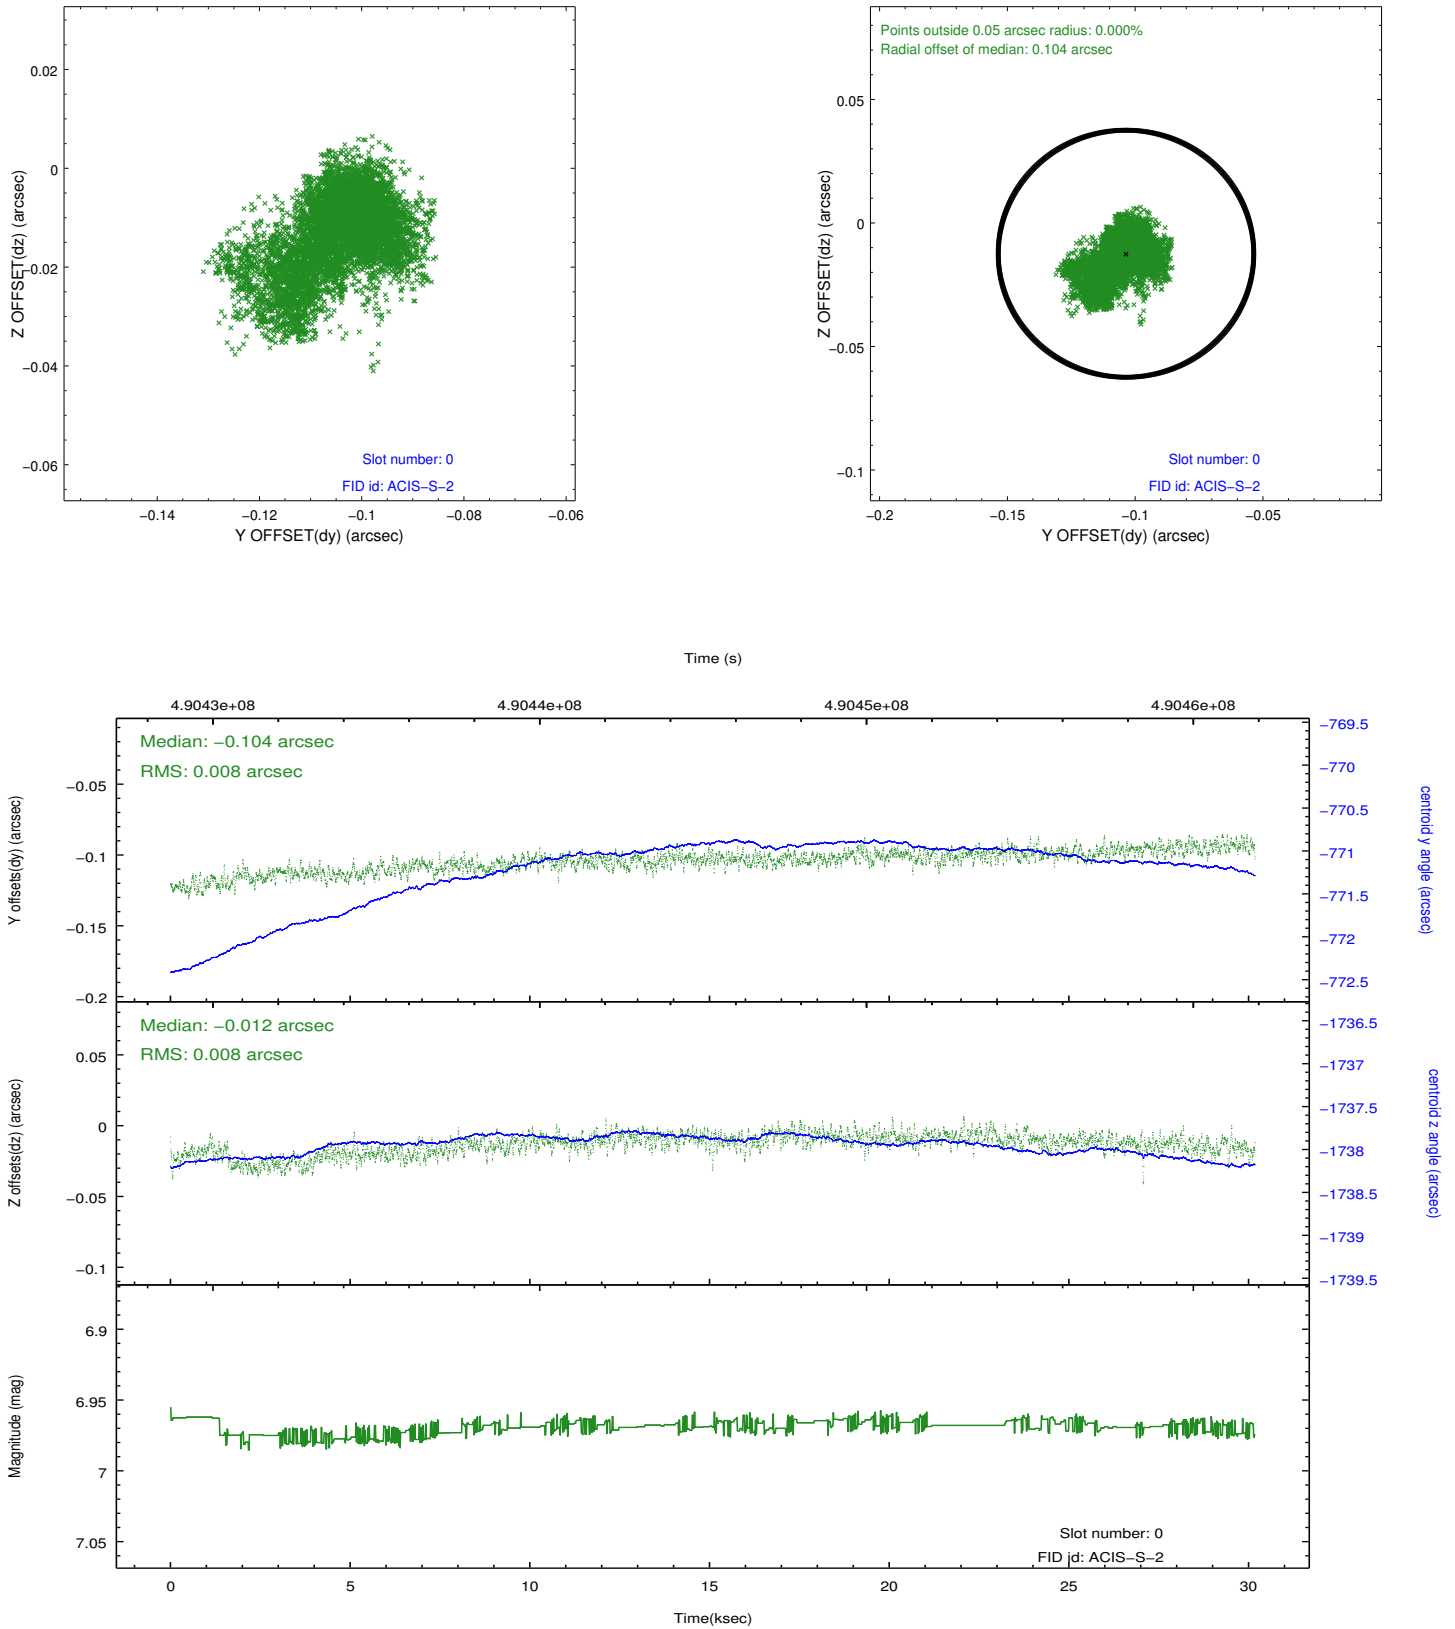 0.02
0
−0.02
−0.04
−0.06
Z OFFSET(dz) (arcsec)
Slot number: 0
FID id: ACIS−S−2
−0.14
−0.12
−0.1
−0.08
−0.06
Y OFFSET(dy) (arcsec)
Points outside 0.05 arcsec radius: 0.000%
Radial offset of median: 0.104 arcsec
0.05
0
−0.05
−0.1
Z OFFSET(dz) (arcsec)
Slot number: 0
FID id: ACIS−S−2
−0.2
−0.15
−0.1
−0.05
Y OFFSET(dy) (arcsec)
Time (s)
4.9043e+08
4.9044e+08
4.9045e+08
4.9046e+08
Median: −0.104 arcsec
RMS: 0.008 arcsec
−0.05
−0.1
−0.15
−0.2
Y offsets(dy) (arcsec)
−769.5
−770
−770.5
−771
−771.5
−772
−772.5
centroid y angle (arcsec)
Median: −0.012 arcsec
RMS: 0.008 arcsec
0.05
0
−0.05
−0.1
Z offsets(dz) (arcsec)
−1736.5
−1737
−1737.5
−1738
−1738.5
−1739
−1739.5
centroid z angle (arcsec)
6.9
6.95
7
7.05
Magnitude (mag)
Slot number: 0
FID id: ACIS−S−2
0
5
10
15
20
25
30
Time(ksec)